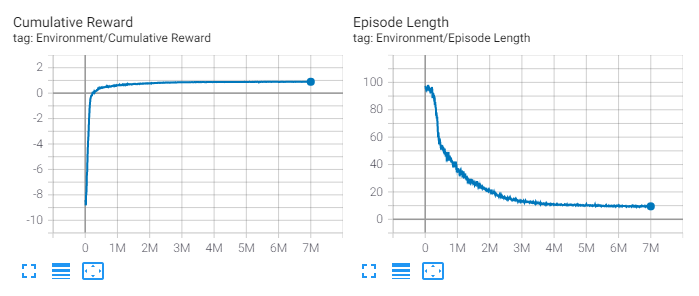 Cumulative Reward
tag: Environment/Cumulative Reward
2
0
-2
-4
-6
-8
-10
0 1M 2M 3M 4M 5M 6M 7M
Episode Length
tag: Environment/Episode Length
100
80
60
40
20
0
0 1M 2M 3M 4M 5M 6M 7M